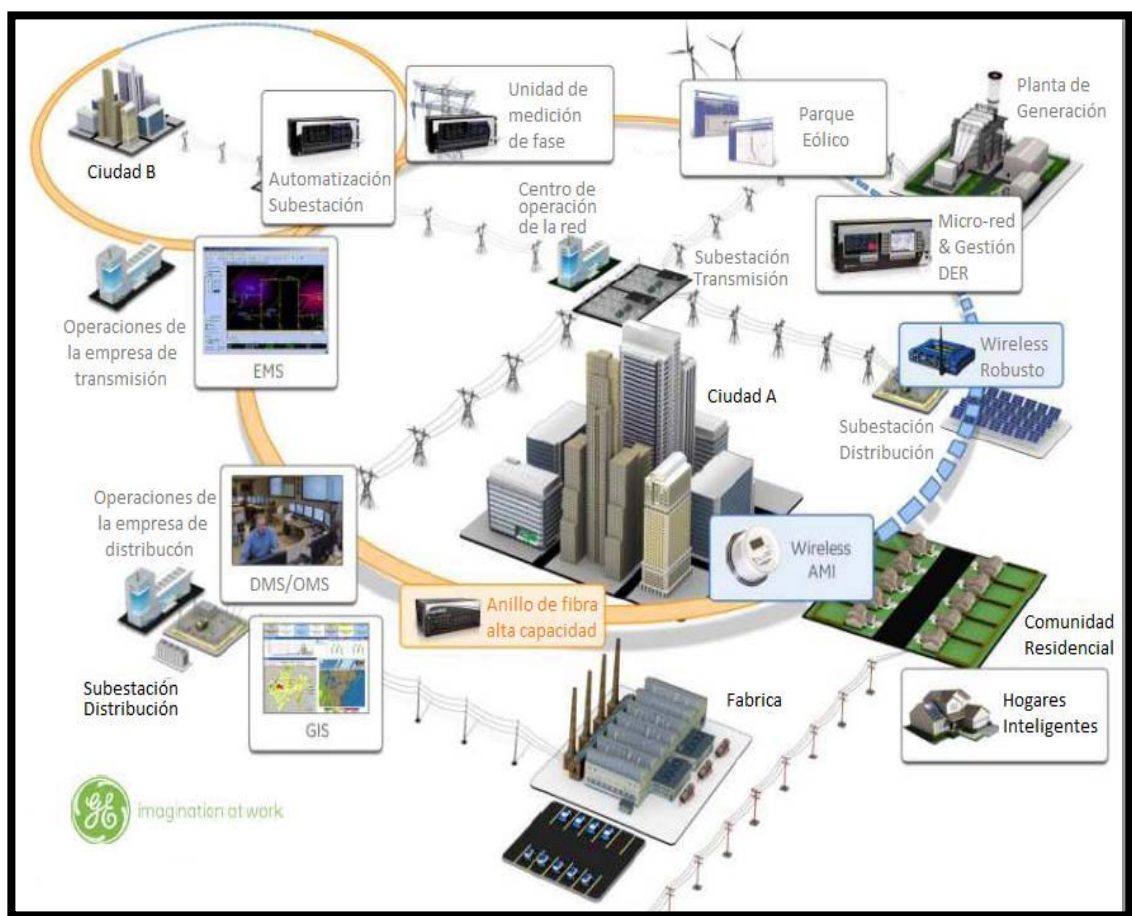 Ciudad B
Automatización
Subestación
Unidad de
medición
de fase
Parque
Eólico
Planta de
Generación
Centro de
operación
de la red
Micro-red
& Gestión
DER
Subestación
Transmisión
Operaciones de
la empresa de
transmisión
EMS
Wireless
Robusto
Ciudad A
Subestación
Distribución
Operaciones de
la empresa de
distribucón
DMS/OMS
Wireless
AMI
Anillo de fibra
alta capacidad
Comunidad
Residencial
Subestación
Distribución
GIS
Fabrica
Hogares
Inteligentes
GE
imagination at work